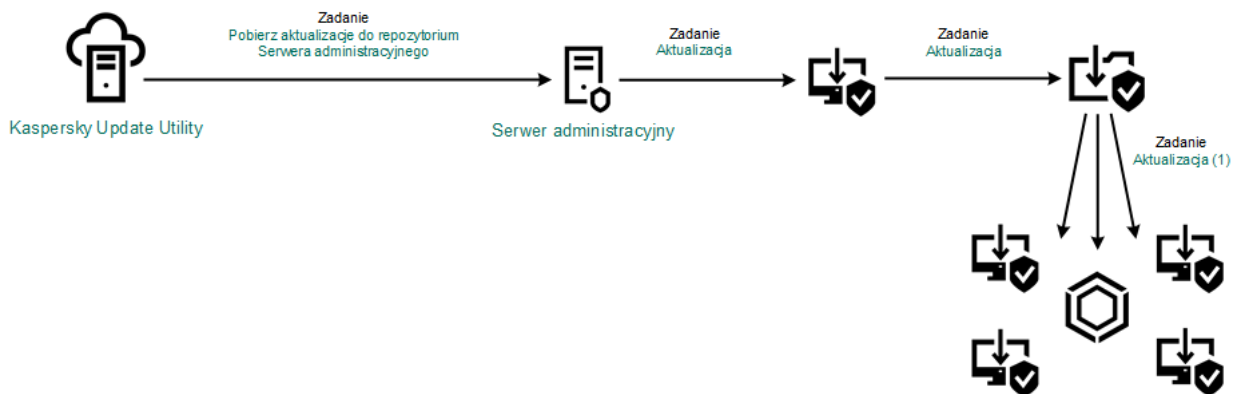 Zadanie
Pobierz aktualizacje do repozytorium
Serwera administracyjnego
Zadanie
Aktualizacja
Zadanie
Aktualizacja
Kaspersky Update Utility
Serwer administracyjny
Zadanie
Aktualizacja (1)